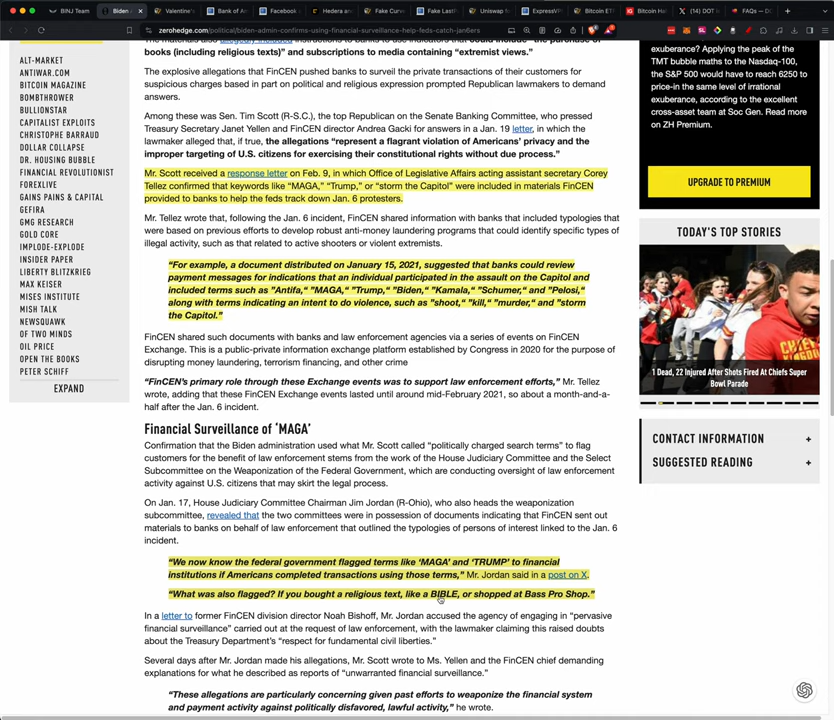 BINJ Team
Biden A
Valentine'
Bank of Am
Facebook
Hedera and
Fake Curve
Fake LastP
Uniswap fr
ExpressVP
Bitcoin ETF
Bitcoin Hal
(14) DOT i
FAQs — D
zerohedge.com/political/biden-admin-confirms-using-financial-surveillance-help-feds-catch-jan6ers
books (including religious texts)" and subscriptions to media containing "extremist views."
The explosive allegations that FinCEN pushed banks to surveil the private transactions of their customers for
suspicious charges based in part on political and religious expression prompted Republican lawmakers to demand
answers.
Among these was Sen. Tim Scott (R-S.C.), the top Republican on the Senate Banking Committee, who pressed
Treasury Secretary Janet Yellen and FinCEN director Andrea Gacki for answers in a Jan. 19 letter, in which the
lawmaker alleged that, if true, the allegations "represent a flagrant violation of Americans' privacy and the
improper targeting of U.S. citizens for exercising their constitutional rights without due process."
Mr. Scott received a response letter on Feb. 9, in which Office of Legislative Affairs acting assistant secretary Corey
Tellez confirmed that keywords like "MAGA," "Trump," or "storm the Capitol" were included in materials FinCEN
provided to banks to help the feds track down Jan. 6 protesters.
Mr. Tellez wrote that, following the Jan. 6 incident, FinCEN shared information with banks that included typologies that
were based on previous efforts to develop robust anti-money laundering programs that could identify specific types of
illegal activity, such as that related to active shooters or violent extremists.
"For example, a document distributed on January 15, 2021, suggested that banks could review
payment messages for indications that an individual participated in the assault on the Capitol and
included terms such as "Antifa," "MAGA," "Trump," "Biden," "Kamala," "Schumer," and "Pelosi,"
along with terms indicating an intent to do violence, such as "shoot," "kill," "murder," and "storm
the Capitol."
FinCEN shared such documents with banks and law enforcement agencies via a series of events on FinCEN
Exchange. This is a public-private information exchange platform established by Congress in 2020 for the purpose of
disrupting money laundering, terrorism financing, and other crime
"FinCEN's primary role through these Exchange events was to support law enforcement efforts," Mr. Tellez
wrote, adding that these FinCEN Exchange events lasted until around mid-February 2021, so about a month-and-a-
half after the Jan. 6 incident.
Financial Surveillance of 'MAGA'
Confirmation that the Biden administration used what Mr. Scott called "politically charged search terms" to flag
customers for the benefit of law enforcement stems from the work of the House Judiciary Committee and the Select
Subcommittee on the Weaponization of the Federal Government, which are conducting oversight of law enforcement
activity against U.S. citizens that may skirt the legal process.
On Jan. 17, House Judiciary Committee Chairman Jim Jordan (R-Ohio), who also heads the weaponization
subcommittee, revealed that the two committees were in possession of documents indicating that FinCEN sent out
materials to banks on behalf of law enforcement that outlined the typologies of persons of interest linked to the Jan. 6
incident.
"We now know the federal government flagged terms like 'MAGA' and 'TRUMP' to financial
institutions if Americans completed transactions using those terms," Mr. Jordan said in a post on X.
"What was also flagged? If you bought a religious text, like a BIBLE, or shopped at Bass Pro Shop."
In a letter to former FinCEN division director Noah Bishoff, Mr. Jordan accused the agency of engaging in "pervasive
financial surveillance" carried out at the request of law enforcement, with the lawmaker claiming this raised doubts
about the Treasury Department's "respect for fundamental civil liberties."
Several days after Mr. Jordan made his allegations, Mr. Scott wrote to Ms. Yellen and the FinCEN chief demanding
explanations for what he described as reports of "unwarranted financial surveillance."
"These allegations are particularly concerning given past efforts to weaponize the financial system
and payment activity against politically disfavored, lawful activity," he wrote.
ALT-MARKET
ANTIWAR.COM
BITCOIN MAGAZINE
BOMBTHROWER
BULLIONSTAR
CAPITALIST EXPLOITS
CHRISTOPHE BARRAUD
DOLLAR COLLAPSE
DR. HOUSING BUBBLE
FINANCIAL REVOLUTIONIST
FOREXLIVE
GAINS PAINS & CAPITAL
GEFIRA
GMG RESEARCH
GOLD CORE
IMPLODE-EXPLODE
INSIDER PAPER
LIBERTY BLITZKRIEG
MAX KEISER
MISES INSTITUTE
MISH TALK
NEWSQUAWK
OF TWO MINDS
OIL PRICE
OPEN THE BOOKS
PETER SCHIFF
EXPAND
exuberance? Applying the peak of the
TMT bubble maths to the Nasdaq-100,
the S&P 500 would have to reach 6250 to
price-in the same level of irrational
exuberance, according to the excellent
cross-asset team at Soc Gen. Read more
on ZH Premium.
UPGRADE TO PREMIUM
TODAY'S TOP STORIES
1 Dead, 22 Injured After Shots Fired At Chiefs Super
Bowl Parade
CONTACT INFORMATION +
SUGGESTED READING +